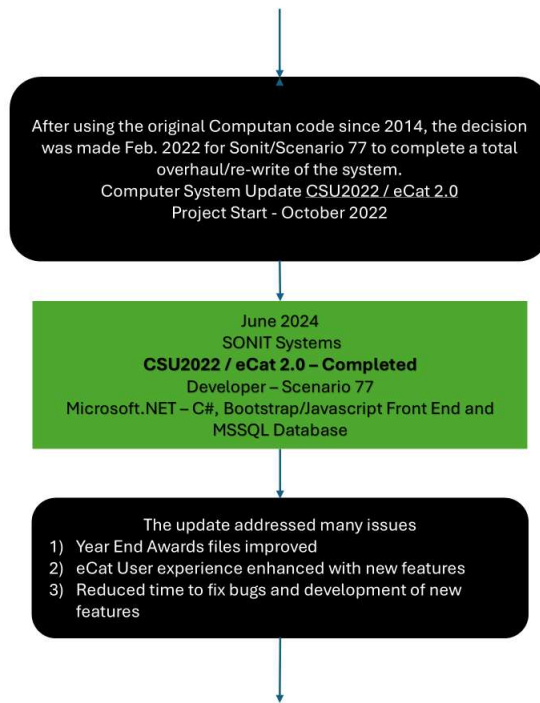 After using the original Computan code since 2014, the decision
was made Feb. 2022 for Sonit/Scenario 77 to complete a total
overhaul/re-write of the system.
Computer System Update CSU2022 / eCat 2.0
Project Start - October 2022
June 2024
SONIT Systems
CSU2022 / eCat 2.0 – Completed
Developer – Scenario 77
Microsoft.NET – C#, Bootstrap/Javascript Front End and
MSSQL Database
The update addressed many issues
1) Year End Awards files improved
2) eCat User experience enhanced with new features
3) Reduced time to fix bugs and development of new
features